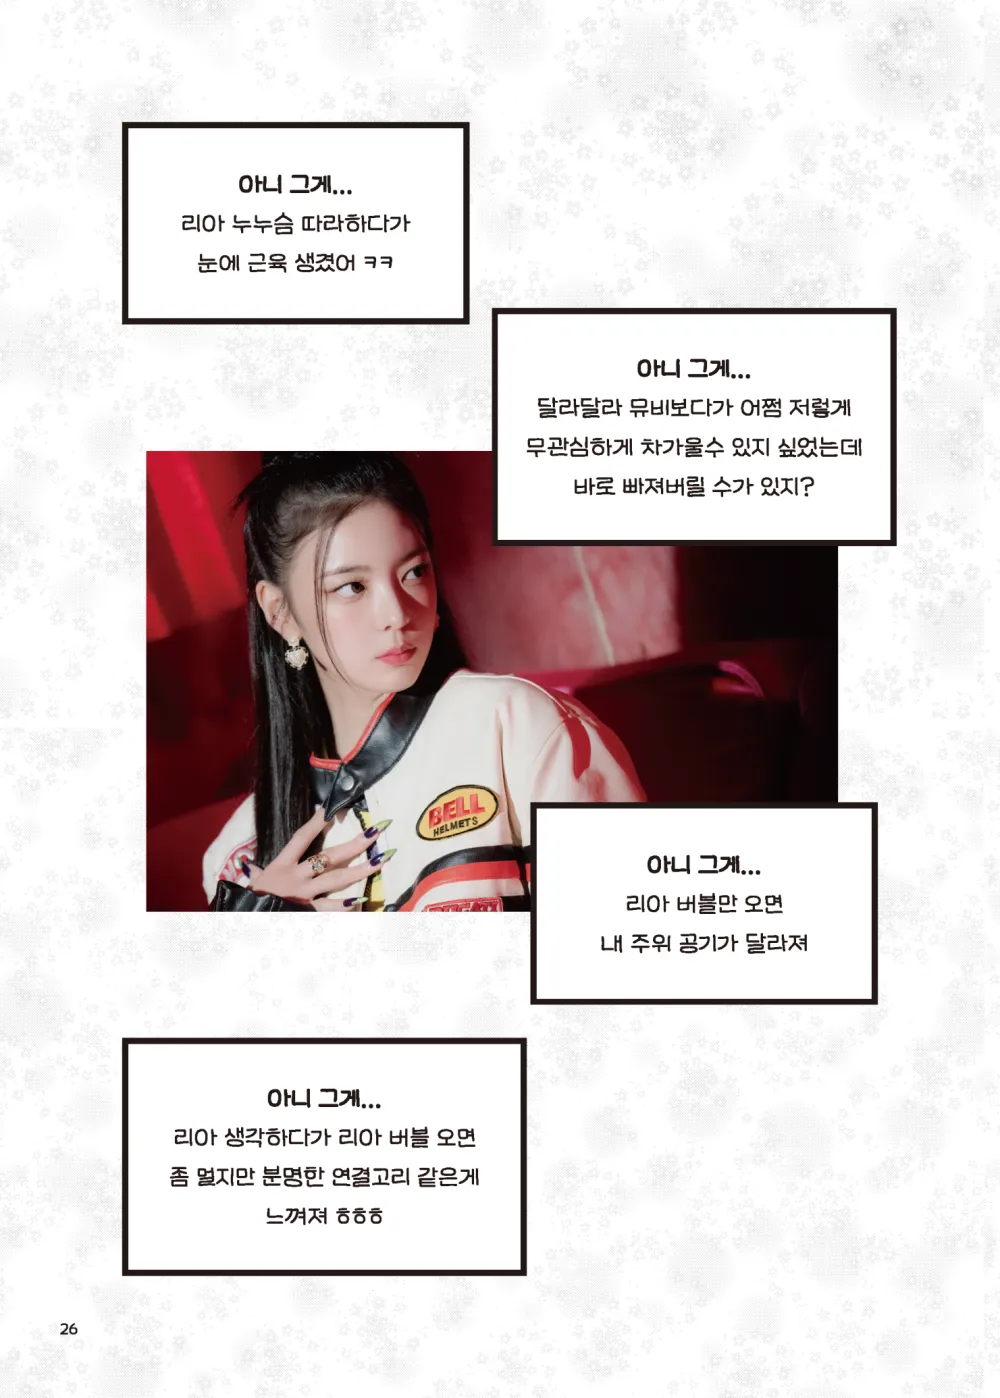 아니 그게...
리아 누누슴 따라하다가
눈에 근육 생겼어 ㅋㅋ
아니 그게...
달라달라 뮤비보다가 어쩜 저렇게
무관심하게 차가울수 있지 싶었는데
바로 빠져버릴 수가 있지?
BELL
HELMETS
아니 그게...
리아 버블만 오면
내 주위 공기가 달라져
아니 그게...
리아 생각하다가 리아 버블 오면
좀 멀지만 분명한 연결고리 같은게
느껴져 ㅎㅎㅎ
26